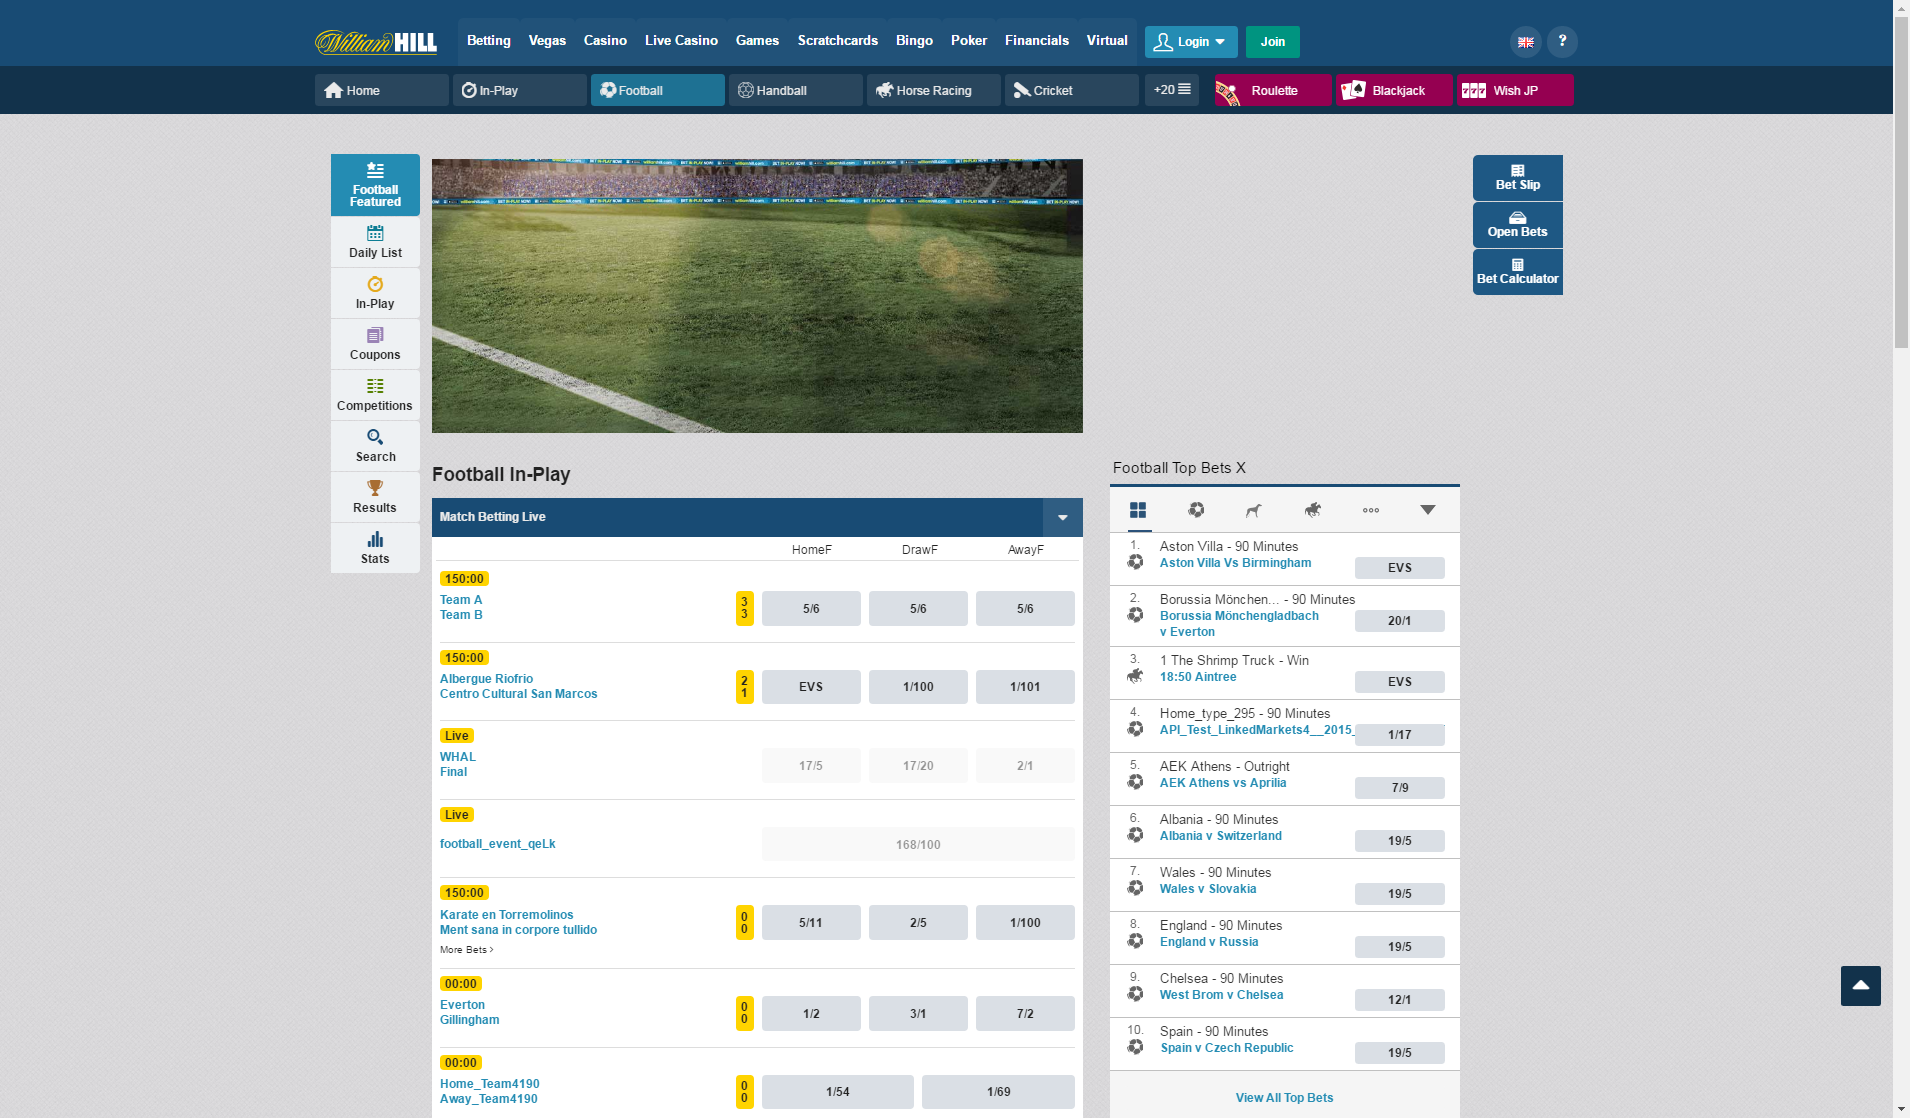 William HILL
Betting
Vegas
Casino
Live Casino
Games
Scratchcards
Bingo
Poker
Financials
Virtual
Login
Join
?
Home
In-Play
Football
Handball
Horse Racing
Cricket
+20
Roulette
Blackjack
Wish JP
Football
Featured
Daily List
In-Play
Coupons
Competitions
Search
Results
Stats
Bet Slip
Open Bets
Bet Calculator
Football In-Play
Match Betting Live
HomeF
DrawF
AwayF
150:00
Team A
Team B
3
3
5/6
5/6
5/6
150:00
Albergue Riofrio
Centro Cultural San Marcos
2
1
EVS
1/100
1/101
Live
WHAL
Final
17/5
17/20
2/1
Live
football_event_qeLk
168/100
150:00
Karate en Torremolinos
Ment sana in corpore tullido
More Bets >
0
0
5/11
2/5
1/100
00:00
Everton
Gillingham
0
0
1/2
3/1
7/2
00:00
Home_Team4190
Away_Team4190
0
0
1/54
1/69
Football Top Bets X
1.
Aston Villa - 90 Minutes
Aston Villa Vs Birmingham
EVS
2.
Borussia Mönchen... - 90 Minutes
Borussia Mönchengladbach
v Everton
20/1
3.
1 The Shrimp Truck - Win
18:50 Aintree
EVS
4.
Home_type_295 - 90 Minutes
API_Test_LinkedMarkets4__2015_
1/17
5.
AEK Athens - Outright
AEK Athens vs Aprilia
7/9
6.
Albania - 90 Minutes
Albania v Switzerland
19/5
7.
Wales - 90 Minutes
Wales v Slovakia
19/5
8.
England - 90 Minutes
England v Russia
19/5
9.
Chelsea - 90 Minutes
West Brom v Chelsea
12/1
10.
Spain - 90 Minutes
Spain v Czech Republic
19/5
View All Top Bets